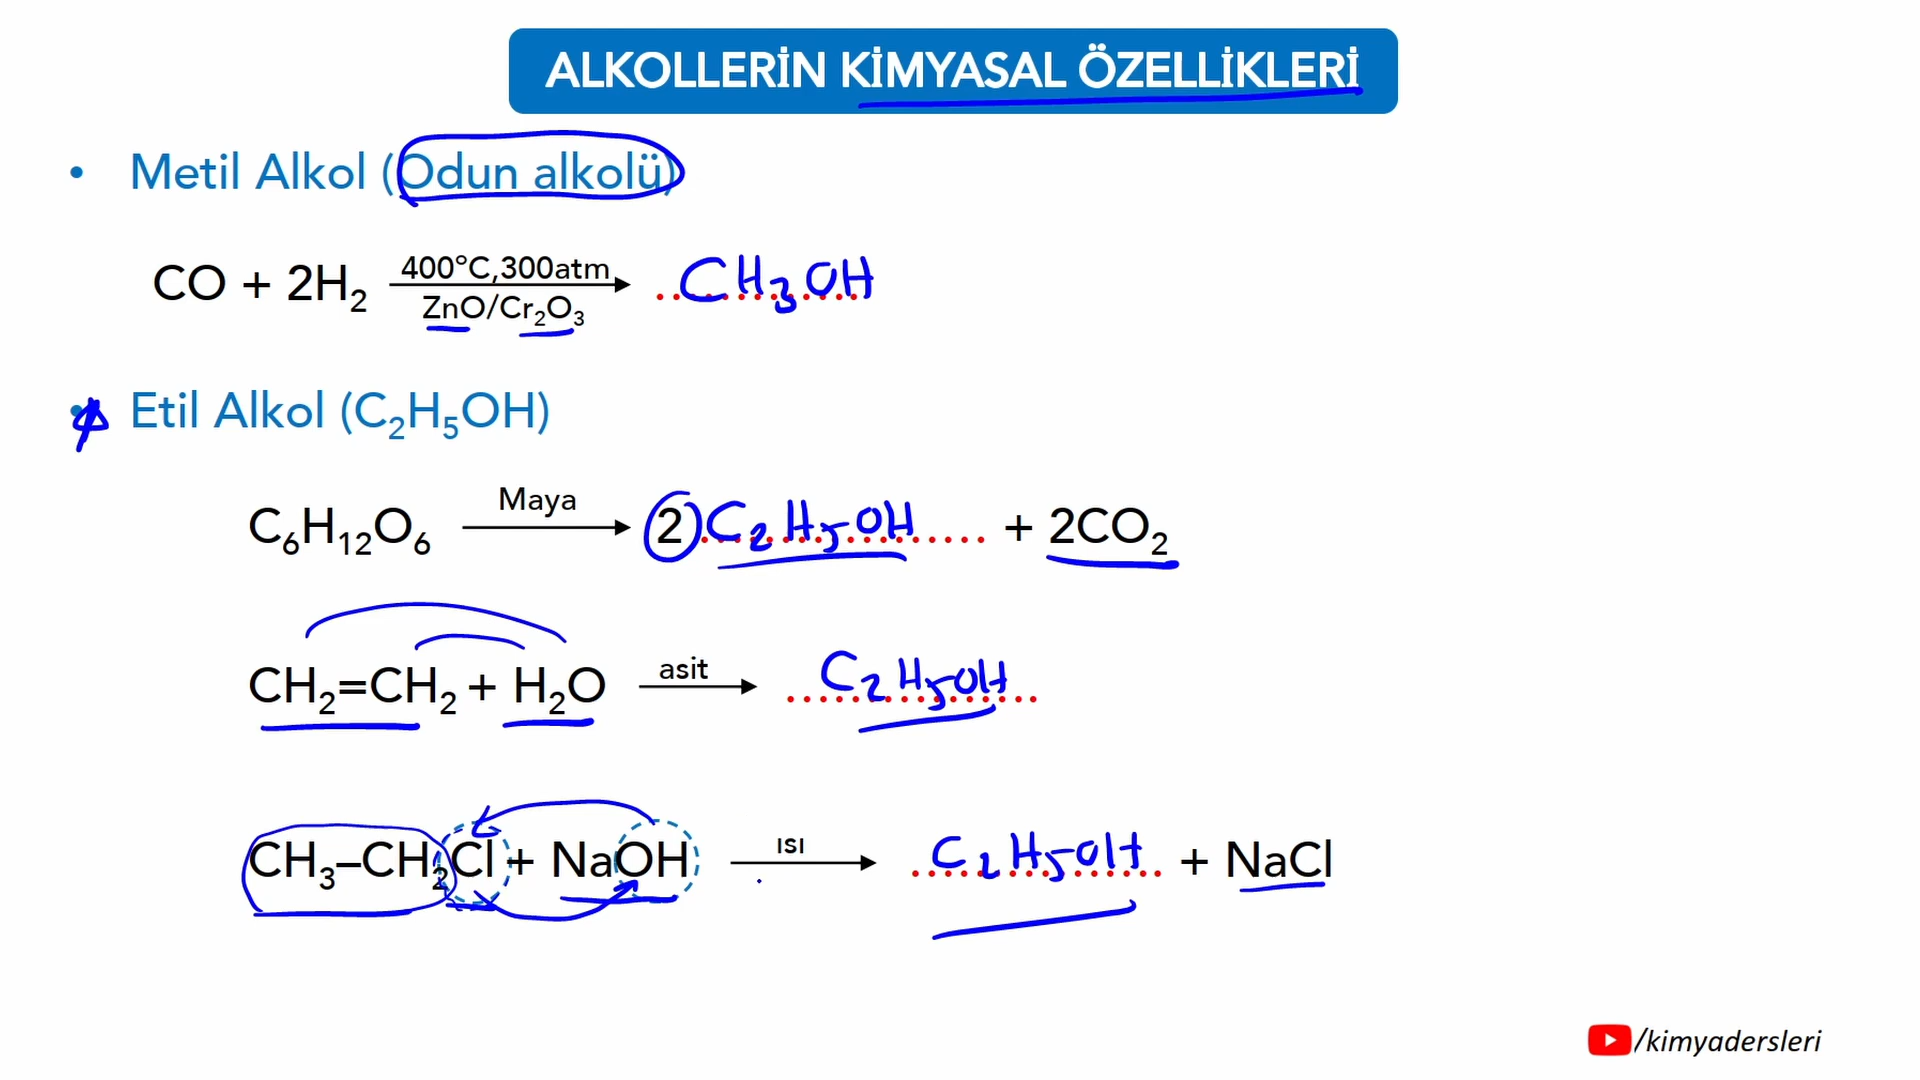 ALKOLLERİN KİMYASAL ÖZELLİKLERİ
• Metil Alkol (Odun alkolü)
CO + 2H₂ 400°C,300atm ZnO/Cr₂O₃ CH₃OH
• Etil Alkol (C₂H₅OH)
C₆H₁₂O₆ Maya 2 C₂H₅OH + 2CO₂
CH₂=CH₂ + H₂O asit C₂H₅OH
CH₃–CH₂Cl + NaOH ısı C₂H₅OH + NaCl
/kimyadersleri